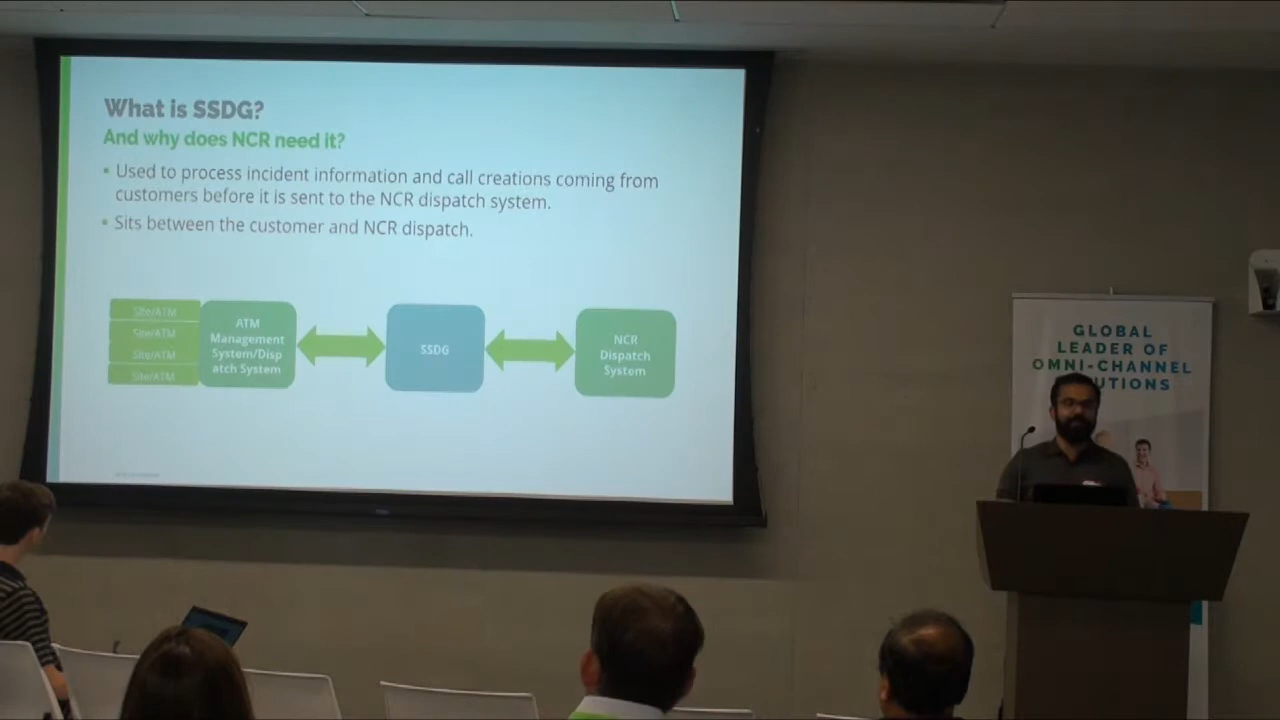 What is SSDG?
And why does NCR need it?
• Used to process incident information and call creations coming from
customers before it is sent to the NCR dispatch system.
• Sits between the customer and NCR dispatch.
Site/ATM
Site/ATM
Site/ATM
Site/ATM
ATM
Management
System/Disp
atch System
SSDG
NCR
Dispatch
System
GLOBAL
LEADER OF
OMNI-CHANNEL
UTIONS